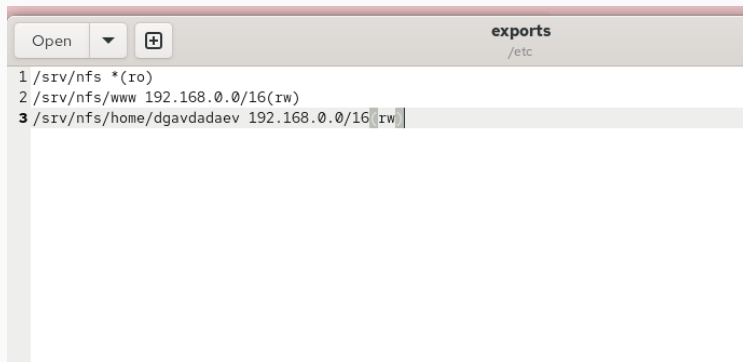 Open
exports
/etc
1 /srv/nfs *(ro)
2 /srv/nfs/www 192.168.0.0/16(rw)
3 /srv/nfs/home/dgavdadaev 192.168.0.0/16(rw)